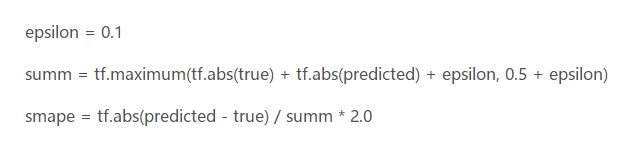 epsilon = 0.1
summ = tf.maximum(tf.abs(true) + tf.abs(predicted) + epsilon, 0.5 + epsilon)
smape = tf.abs(predicted - true) / summ * 2.0